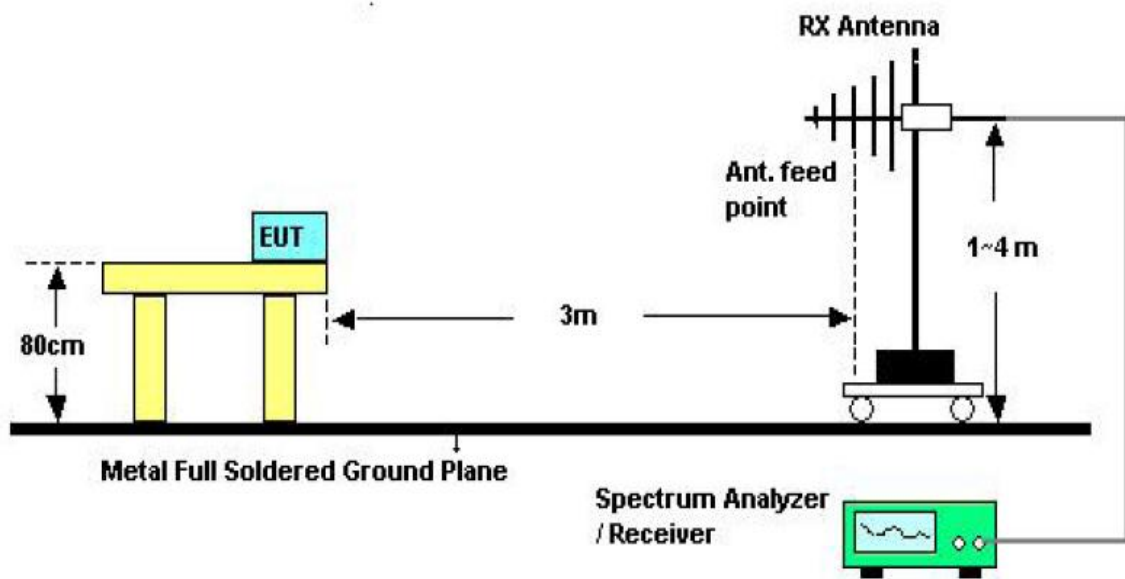 RX Antenna
Ant. feed
point
EUT
1~4 m
3m
80cm
Metal Full Soldered Ground Plane
Spectrum Analyzer
/ Receiver